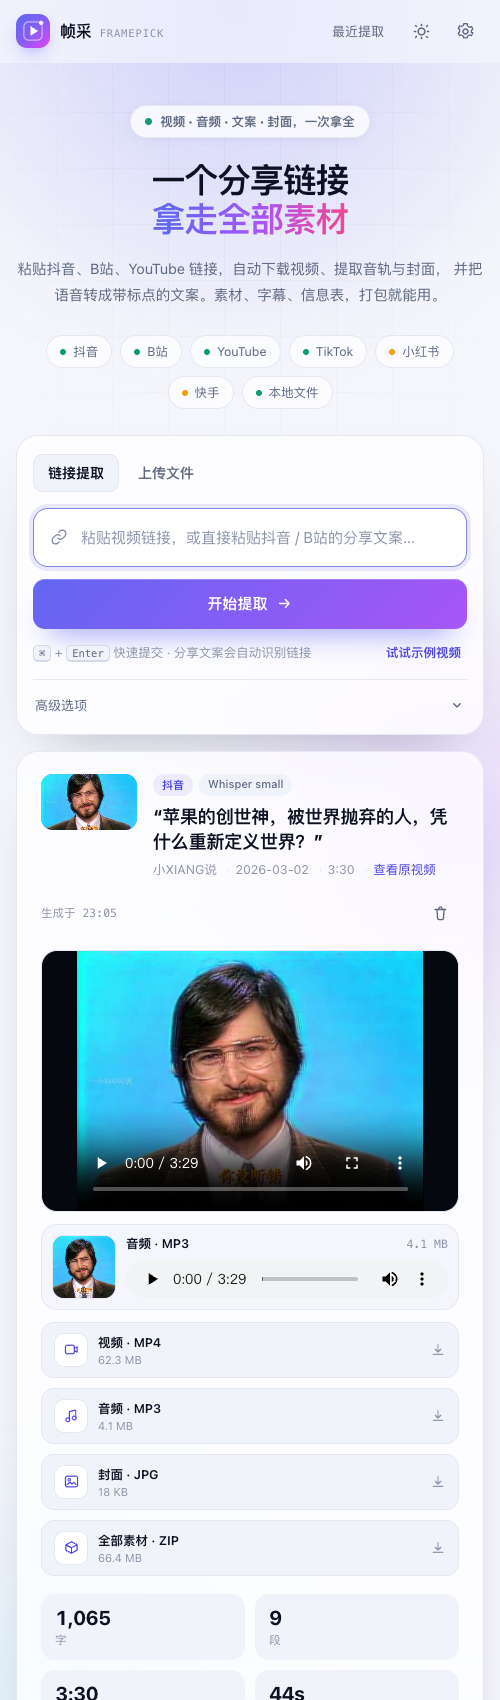 帧采 FRAMEPICK
最近提取
视频 · 音频 · 文案 · 封面，一次拿全
一个分享链接
拿走全部素材
粘贴抖音、B站、YouTube 链接，自动下载视频、提取音轨与封面， 并把
语音转成带标点的文案。素材、字幕、信息表，打包就能用。
抖音
B站
YouTube
TikTok
小红书
快手
本地文件
链接提取
上传文件
粘贴视频链接，或直接粘贴抖音 / B站的分享文案...
开始提取 →
⌘ + Enter 快速提交 · 分享文案会自动识别链接
试试示例视频
高级选项
抖音
Whisper small
“苹果的创世神，被世界抛弃的人，凭
什么重新定义世界？”
小XIANG说 · 2026-03-02 · 3:30 · 查看原视频
生成于 23:05
小XIANG说
你没听错
0:00 / 3:29
音频 · MP3
4.1 MB
0:00 / 3:29
视频 · MP4
62.3 MB
音频 · MP3
4.1 MB
封面 · JPG
18 KB
全部素材 · ZIP
66.4 MB
1,065
字
9
段
3:30
44s